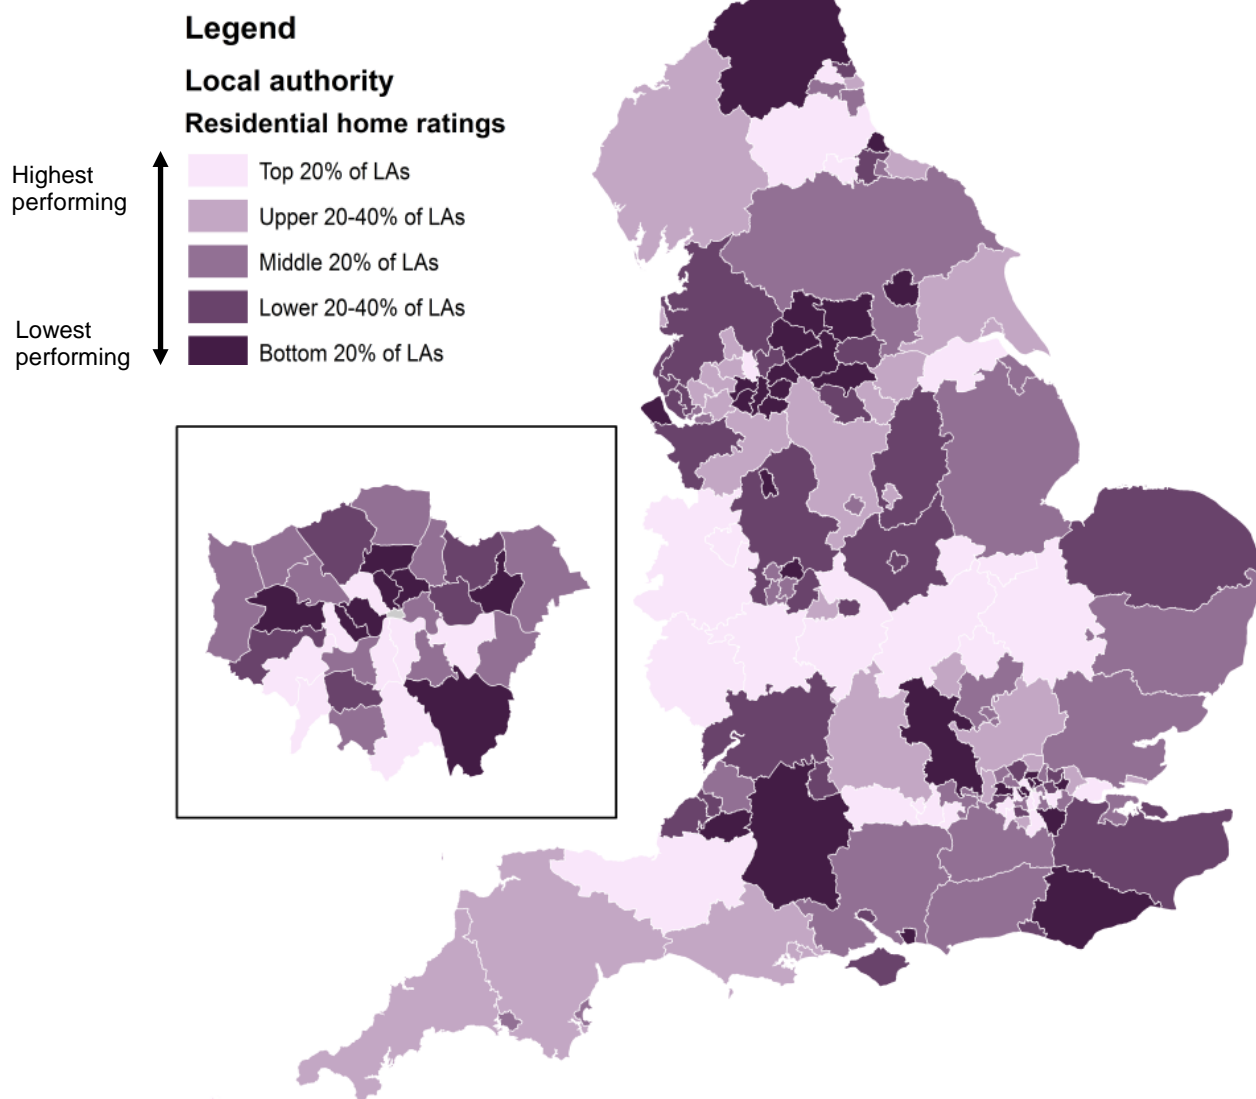 Legend
Local authority
Residential home ratings
Highest
performing
Top 20% of LAs
Upper 20-40% of LAs
Middle 20% of LAs
Lower 20-40% of LAs
Lowest
performing
Bottom 20% of LAs